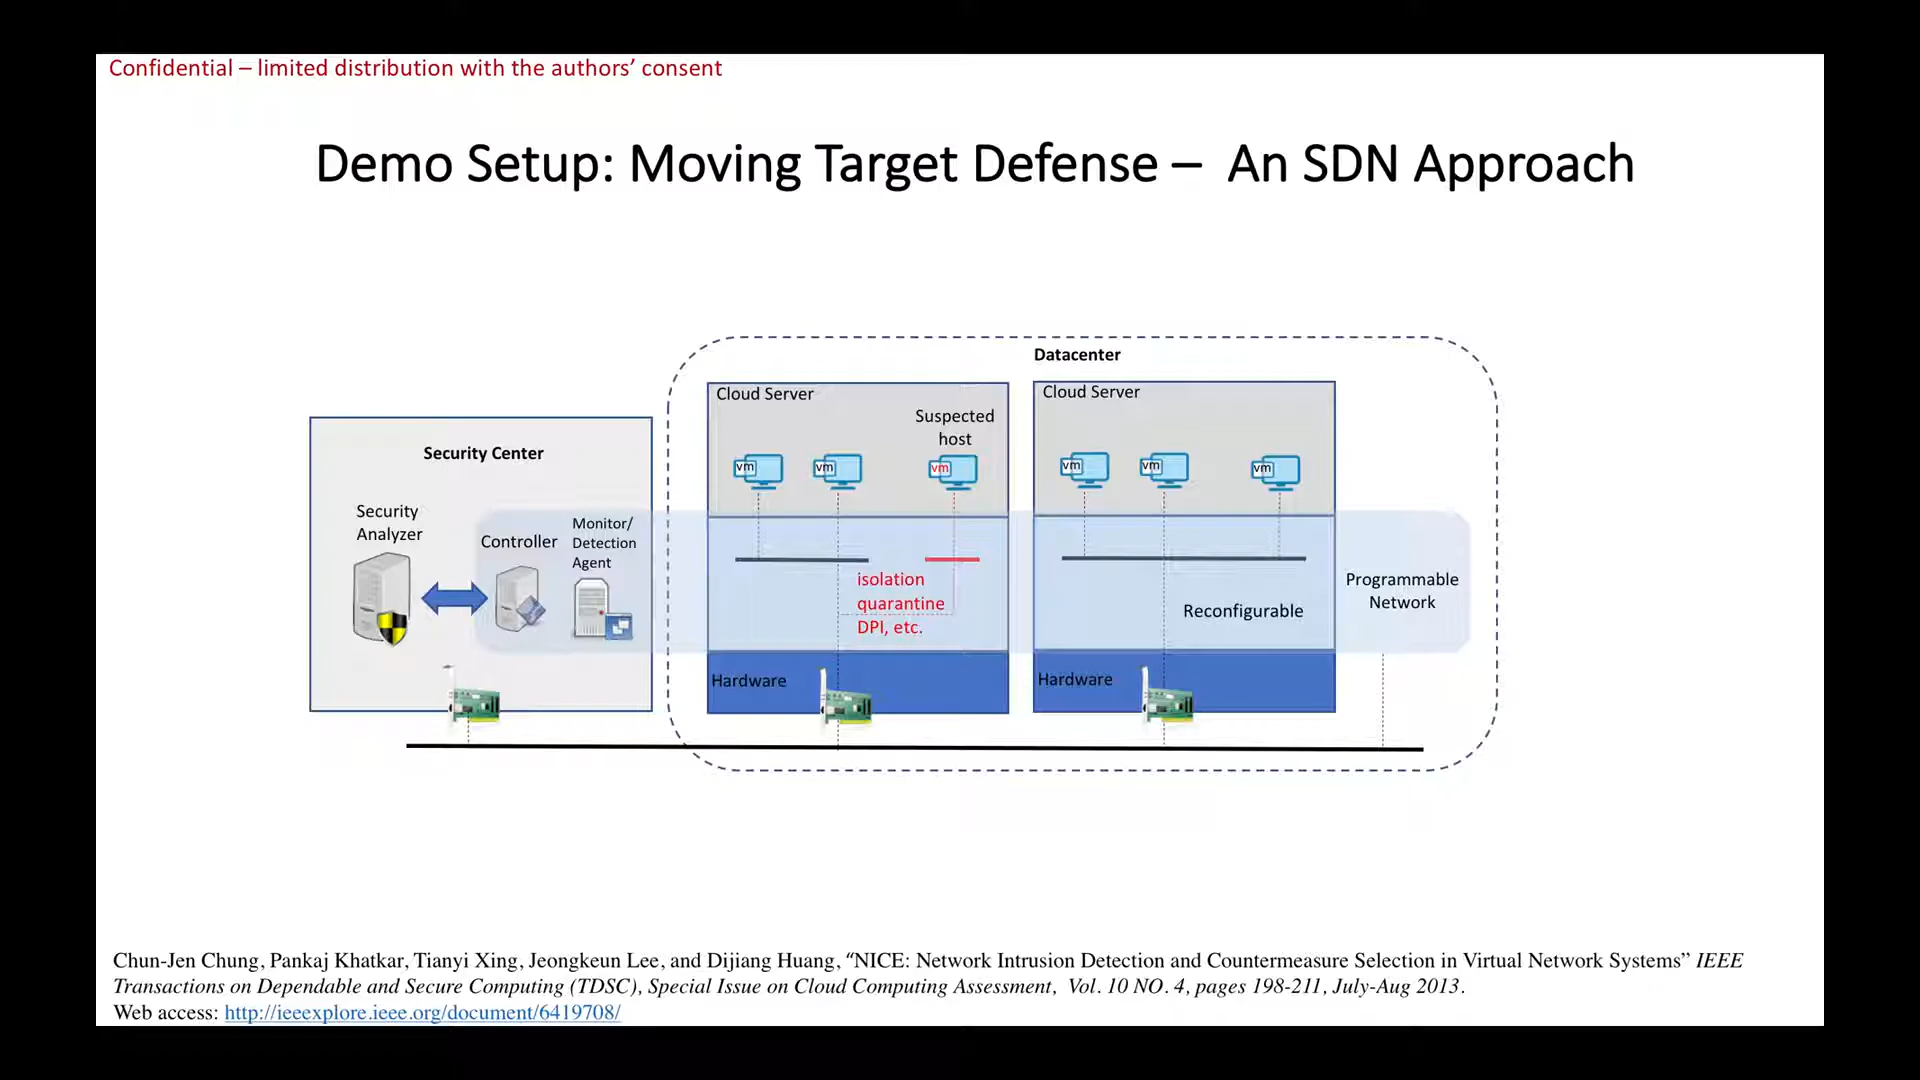 Confidential – limited distribution with the authors’ consent
Demo Setup: Moving Target Defense –  An SDN Approach
Datacenter
Cloud Server
Cloud Server
Suspected
host
vm
vm
vm
vm
vm
vm
Security Center
Security
Analyzer
Controller
Monitor/
Detection
Agent
isolation
quarantine
DPI, etc.
Reconfigurable
Programmable
Network
Hardware
Hardware
Chun-Jen Chung, Pankaj Khatkar, Tianyi Xing, Jeongkeun Lee, and Dijiang Huang, “NICE: Network Intrusion Detection and Countermeasure Selection in Virtual Network Systems” IEEE
Transactions on Dependable and Secure Computing (TDSC), Special Issue on Cloud Computing Assessment,  Vol. 10 NO. 4, pages 198-211, July-Aug 2013.
Web access: http://ieeexplore.ieee.org/document/6419708/